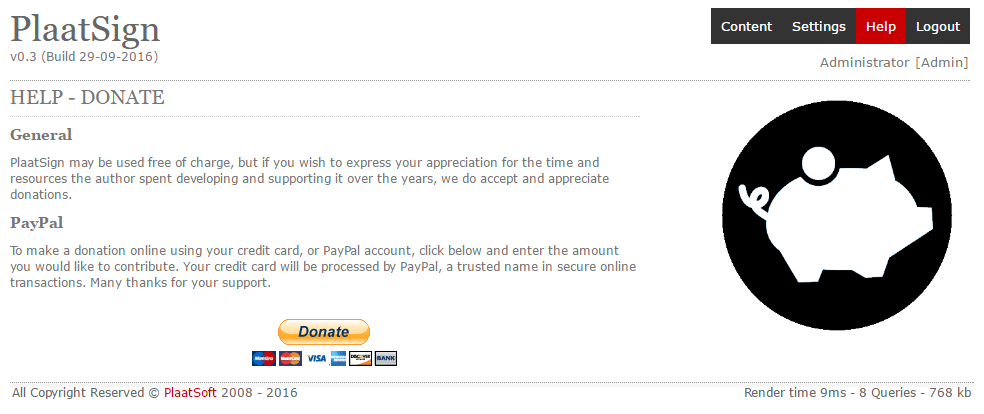 PlaatSign
v0.3 (Build 29-09-2016)
Content Settings Help Logout
Administrator [Admin]
HELP - DONATE
General
PlaatSign may be used free of charge, but if you wish to express your appreciation for the time and
resources the author spent developing and supporting it over the years, we do accept and appreciate
donations.
PayPal
To make a donation online using your credit card, or PayPal account, click below and enter the amount
you would like to contribute. Your credit card will be processed by PayPal, a trusted name in secure online
transactions. Many thanks for your support.
Donate
Maestro MasterCard VISA DISCOVER BANK
All Copyright Reserved © PlaatSoft 2008 - 2016
Render time 9ms - 8 Queries - 768 kb